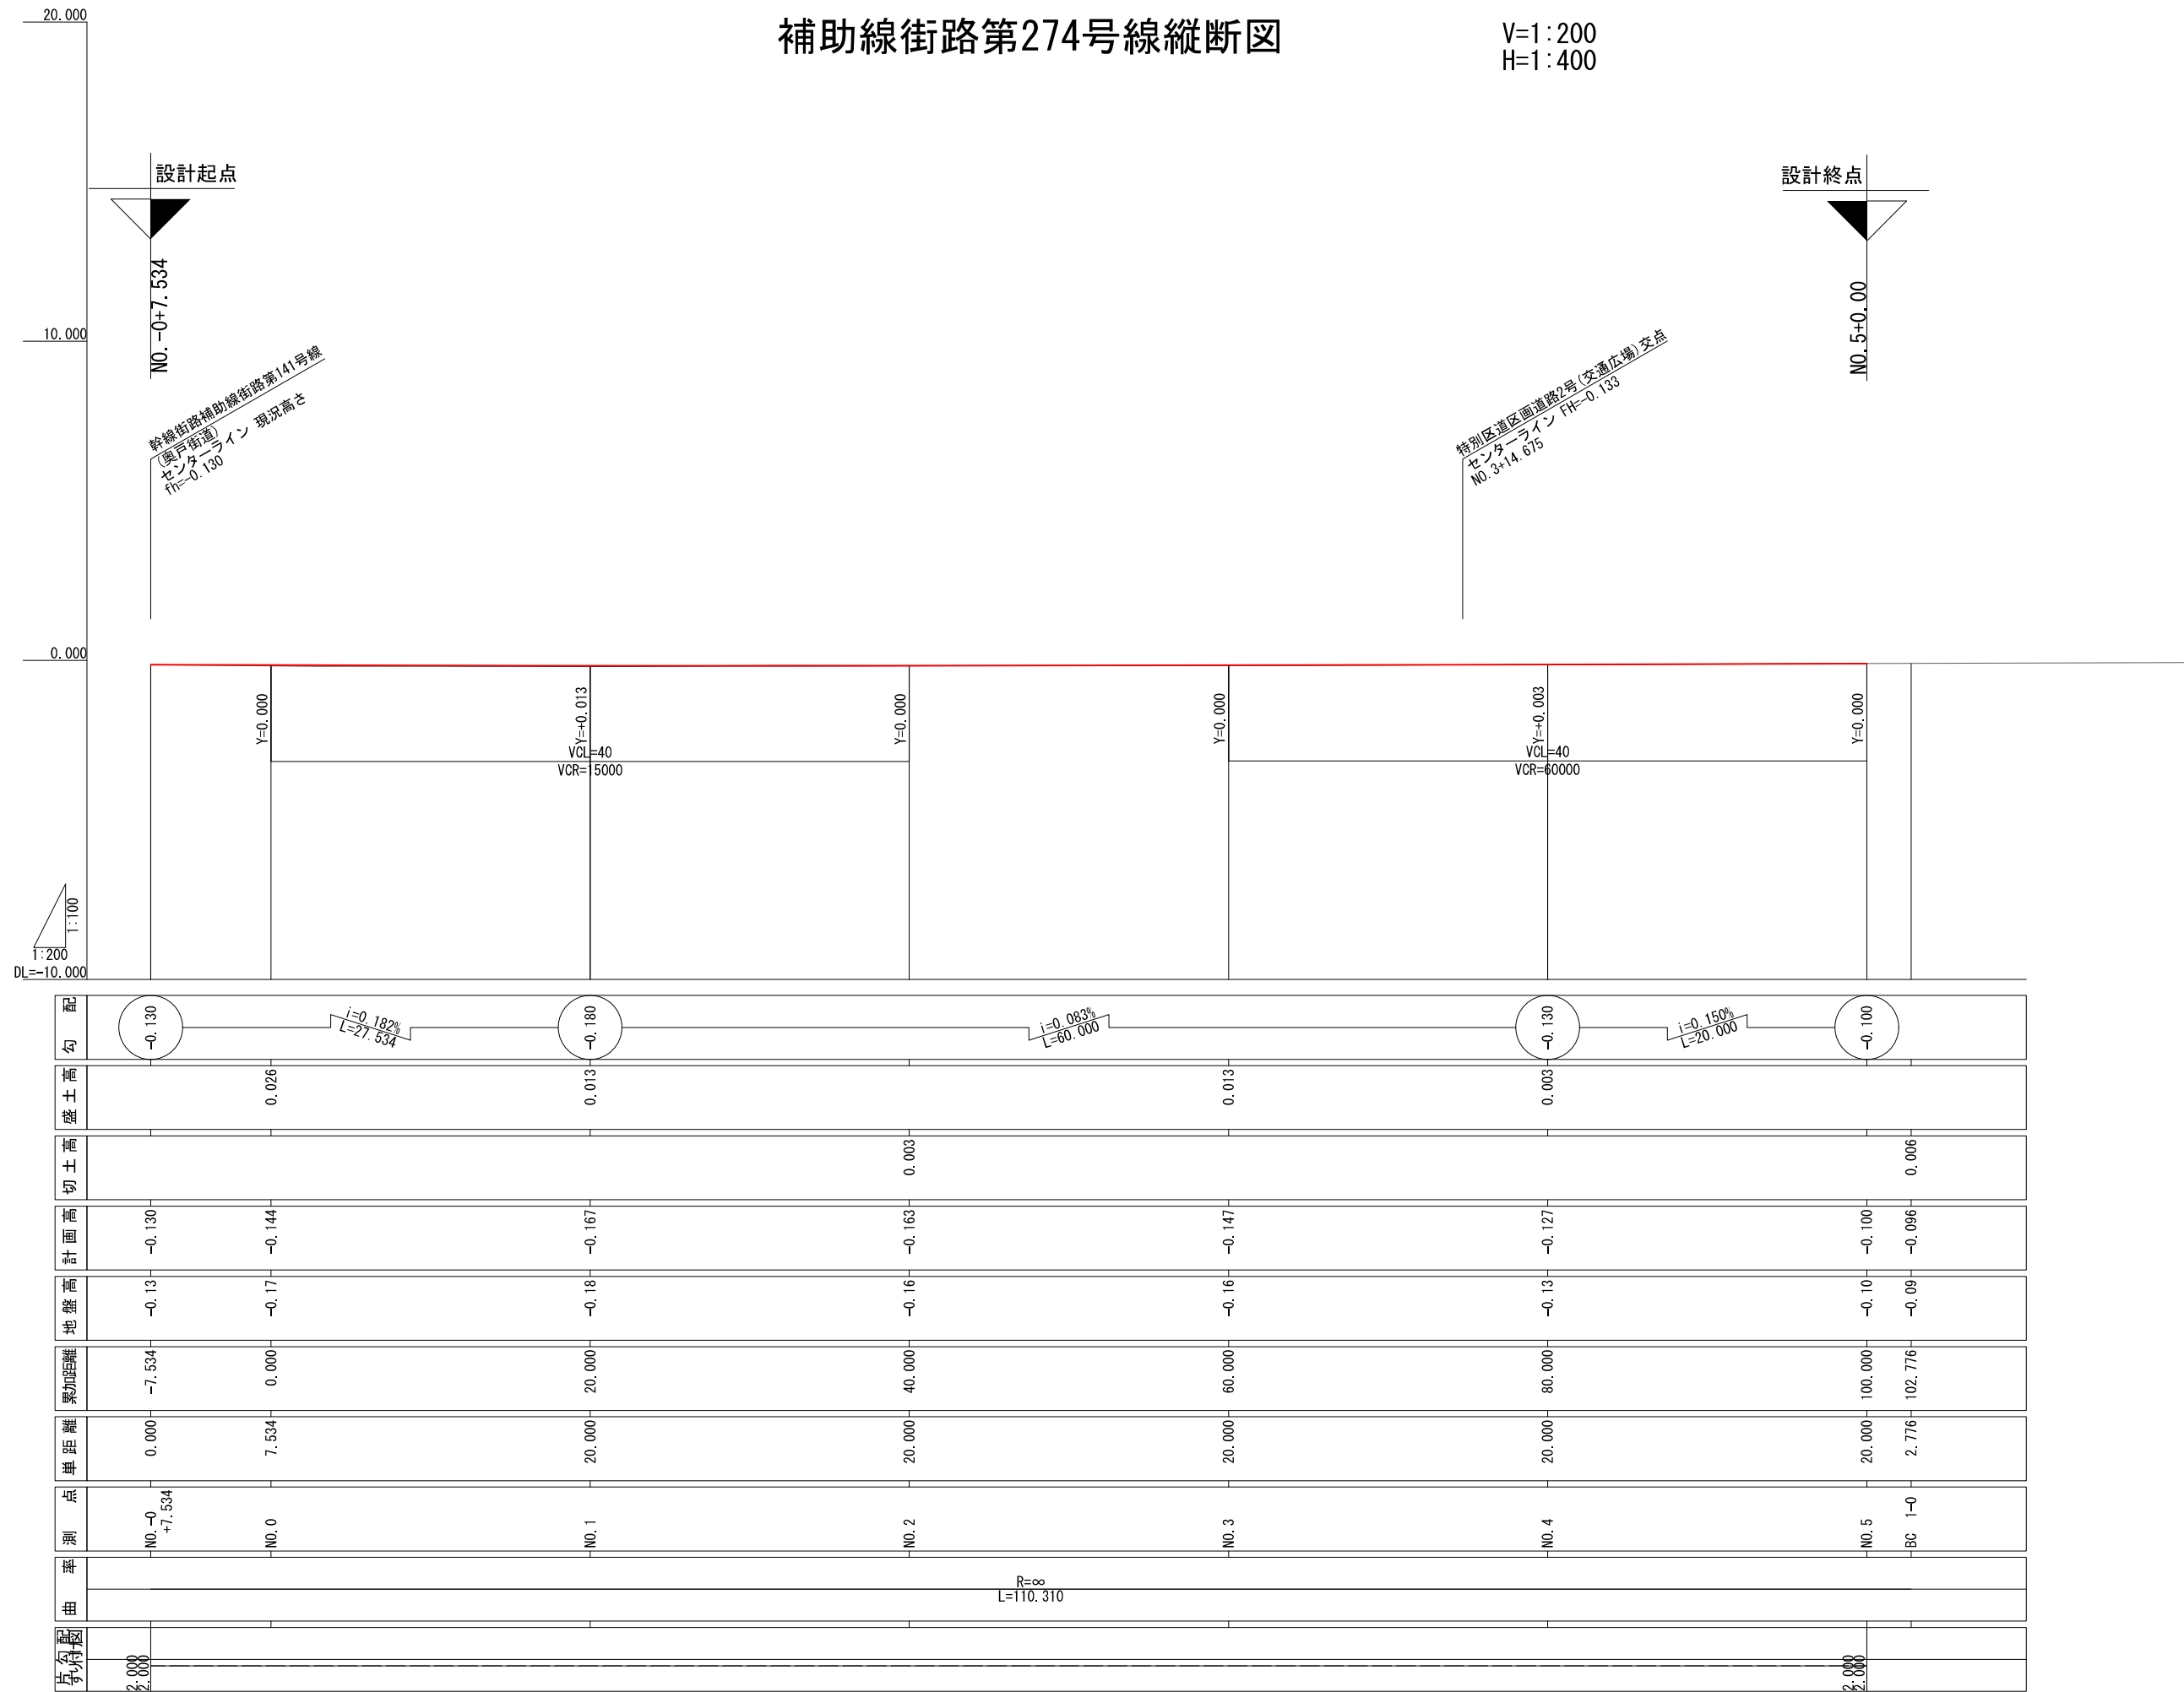 補助線街路第274号線縦断図
V=1:200
H=1:400
20.000
10.000
0.000
DL=-10.000
1:100
1:200
設計起点
NO.-0+7.534
設計終点
NO.5+0.00
幹線街路補助線街路第141号線
(奥戸街道)
センターライン 現況高さ
fh=-0.130
特別区道区画道路2号(交通広場)交点
センターライン FH=-0.133
NO.3+14.675
Y=0.000
Y=+0.013
Y=0.000
VCL=40
VCR=15000
Y=0.000
Y=+0.003
Y=0.000
VCL=40
VCR=60000
勾配
-0.130
i=0.182%
L=27.534
-0.180
i=0.083%
L=60.000
-0.130
i=0.150%
L=20.000
-0.100
盛土高
0.026
0.013
0.013
0.003
切土高
0.003
0.006
計画高
-0.130
-0.144
-0.167
-0.163
-0.147
-0.127
-0.100
-0.096
地盤高
-0.13
-0.17
-0.18
-0.16
-0.16
-0.13
-0.10
-0.09
累加距離
-7.534
0.000
20.000
40.000
60.000
80.000
100.000
102.776
単距離
0.000
7.534
20.000
20.000
20.000
20.000
20.000
2.776
測点
NO.-0
+7.534
NO.0
NO.1
NO.2
NO.3
NO.4
NO.5
BC 1-0
曲率
R=∞
L=110.310
片勾配
すり付図
2.000
2.000
2.000
2.000